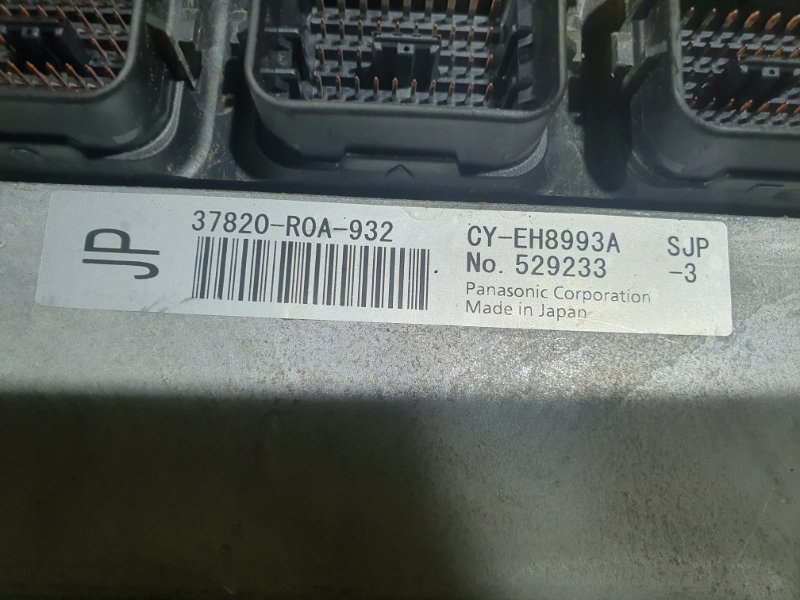 JP
37820-R0A-932
CY-EH8993A SJP
No. 529233 -3
Panasonic Corporation
Made in Japan